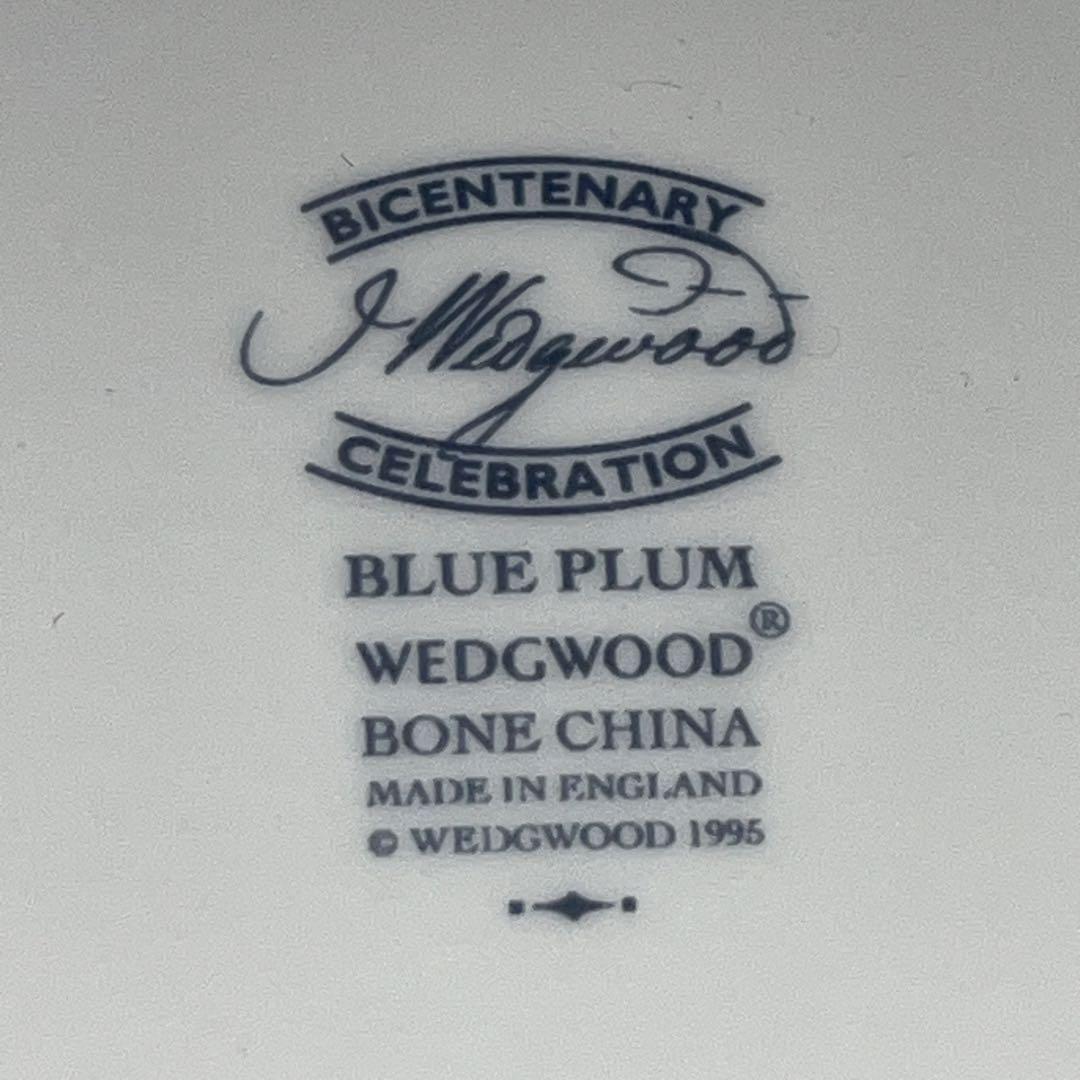 BICENTENARY
J Wedgwood
CELEBRATION
BLUE PLUM
WEDGWOOD®
BONE CHINA
MADE IN ENGLAND
© WEDGWOOD 1995